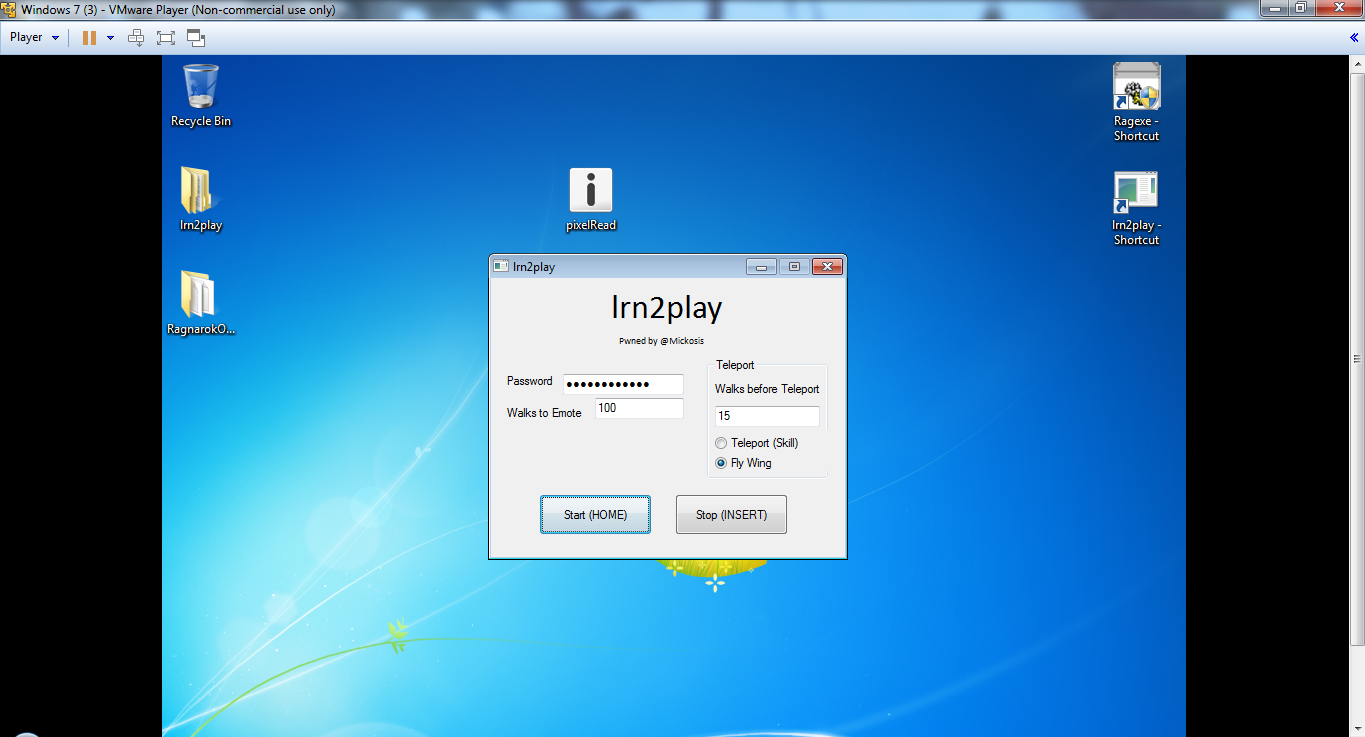 Windows 7 (3) - VMware Player (Non-commercial use only)
Player
Recycle Bin
Ragexe -
Shortcut
lrn2play
pixelRead
lrn2play -
Shortcut
RagnarokO...
lrn2play
lrn2play
Pwned by @Mickosis
Password
Walks to Emote
100
Teleport
Walks before Teleport
15
Teleport (Skill)
Fly Wing
Start (HOME)
Stop (INSERT)